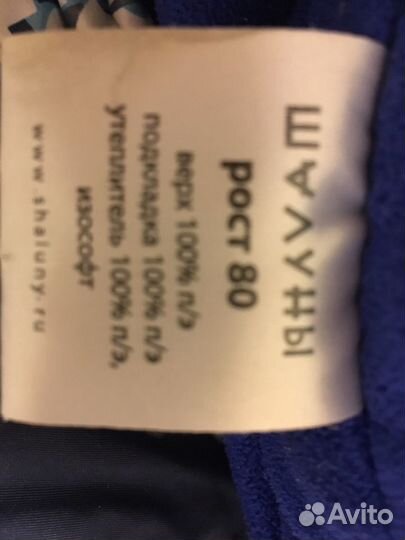 ШАЛУНЫ
рост 80
верх 100% п/э
подкладка 100% п/э
утеплитель 100% п/э,
изософт
www.shaluny.ru
Avito